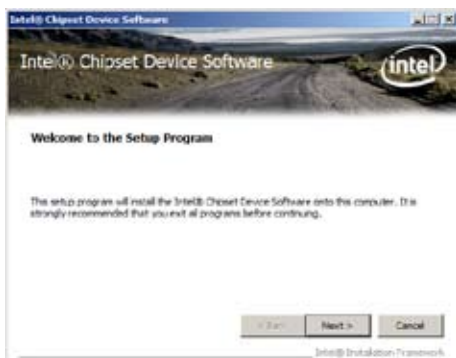 Intel® Chipset Device Software
Intel® Chipset Device Software
intel
Welcome to the Setup Program
This setup program will install the Intel® Chipset Device Software onto this computer. It is
strongly recommended that you exit all programs before continuing.
< Back
Next >
Cancel
Intel® Installation Framework